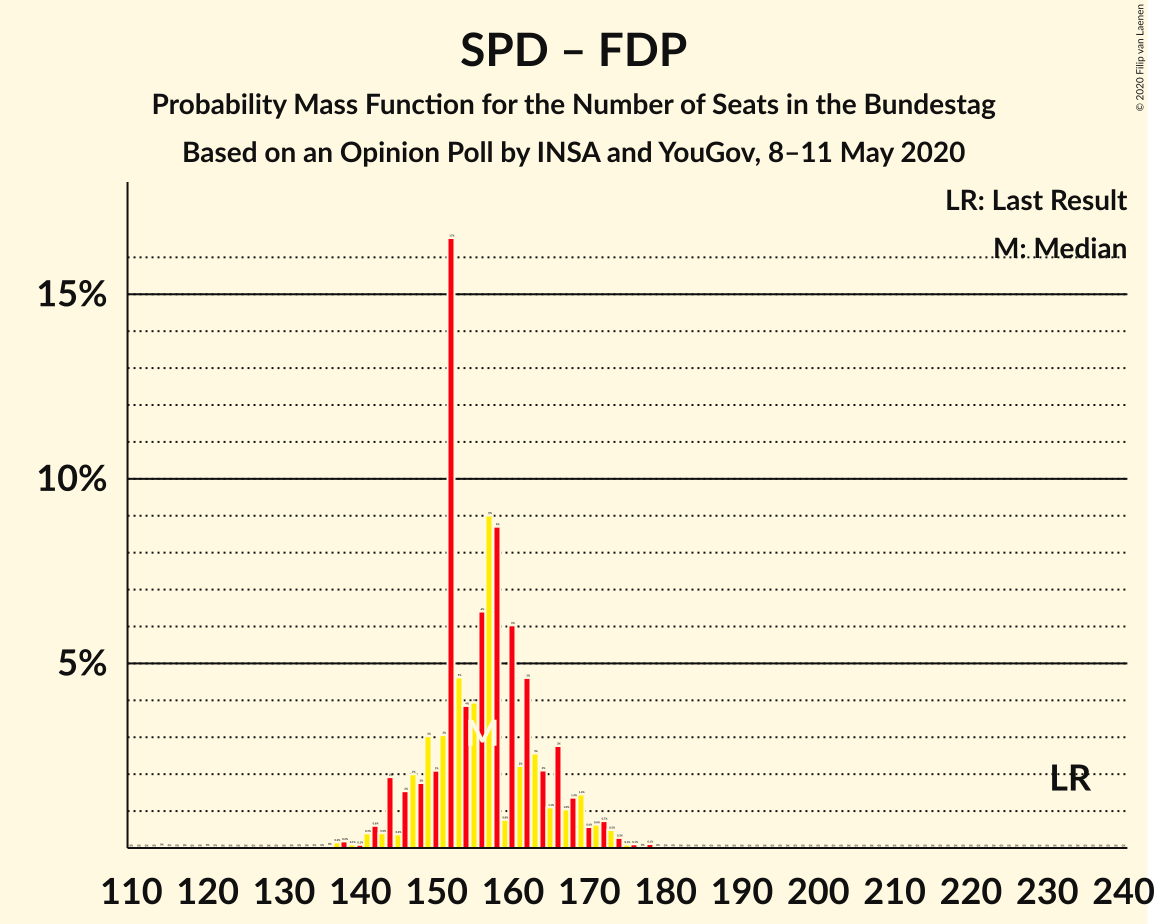 SPD – FDP
Probability Mass Function for the Number of Seats in the Bundestag
Based on an Opinion Poll by INSA and YouGov, 8–11 May 2020
© 2020 Filip van Laenen
LR: Last Result
M: Median
15%
10%
5%
M
LR
110 120 130 140 150 160 170 180 190 200 210 220 230 240